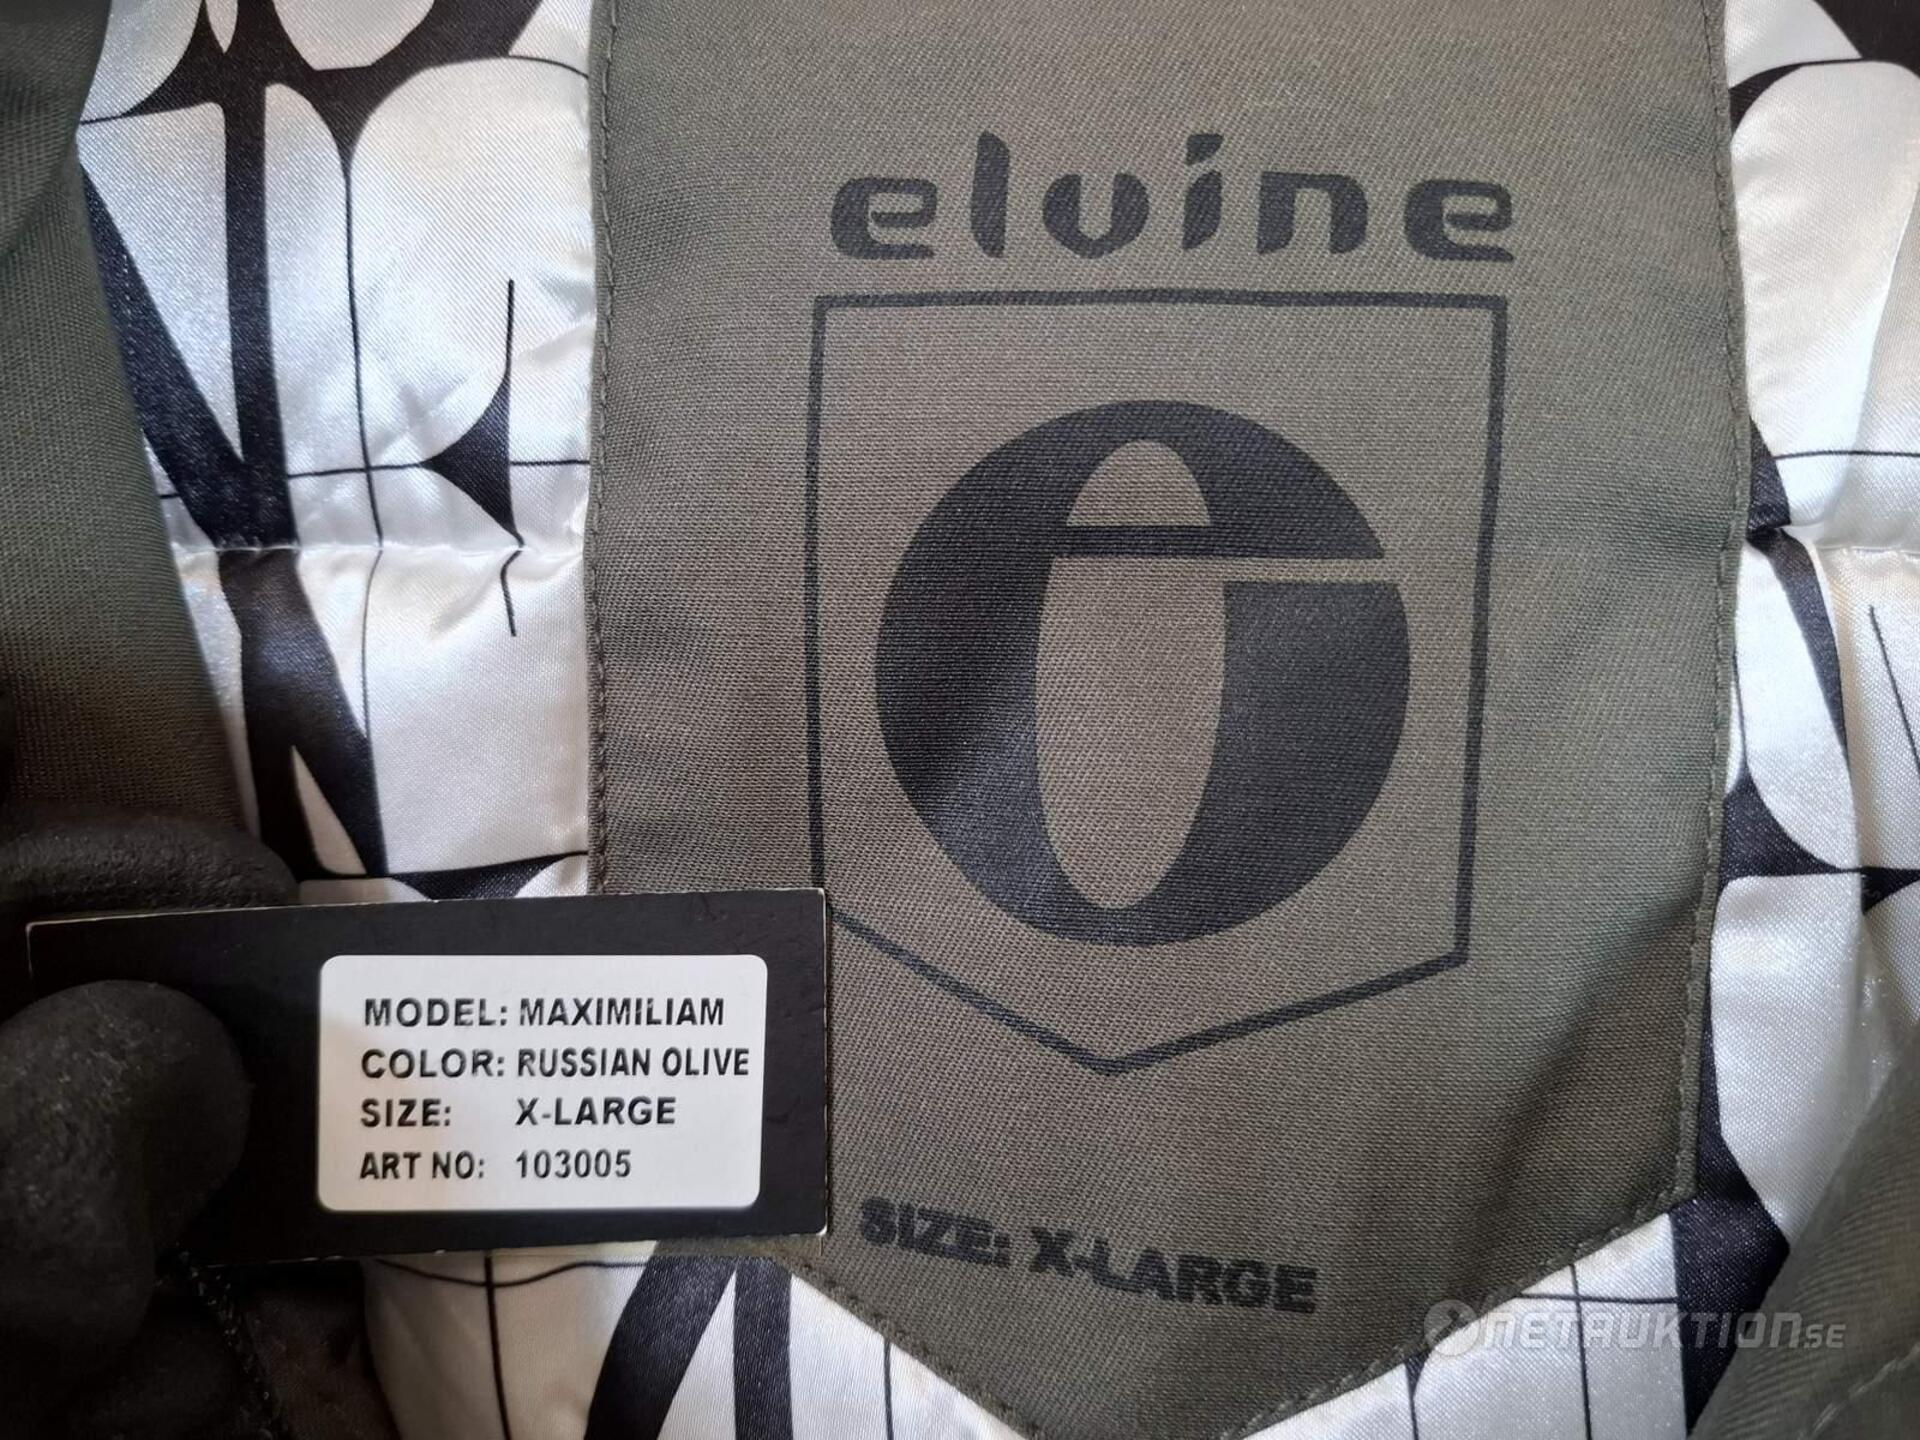 elvine
MODEL: MAXIMILIAM
COLOR: RUSSIAN OLIVE
SIZE: X-LARGE
ART NO: 103005
SIZE: X-LARGE
NETAUKTION.SE